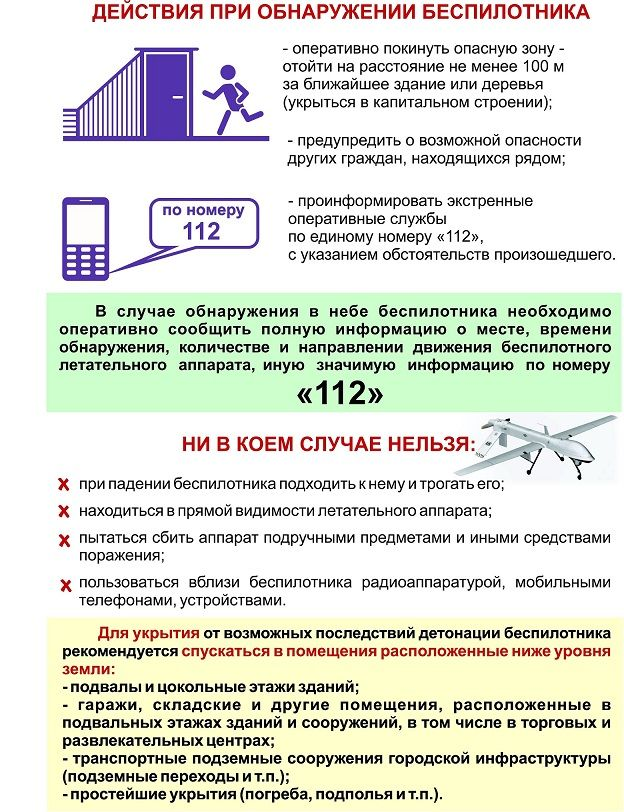 ДЕЙСТВИЯ ПРИ ОБНАРУЖЕНИИ БЕСПИЛОТНИКА
- оперативно покинуть опасную зону -
отойти на расстояние не менее 100 м
за ближайшее здание или деревья
(укрыться в капитальном строении);
- предупредить о возможной опасности
других граждан, находящихся рядом;
по номеру
112
- проинформировать экстренные
оперативные службы
по единому номеру «112»,
с указанием обстоятельств произошедшего.
В случае обнаружения в небе беспилотника необходимо
оперативно сообщить полную информацию о месте, времени
обнаружения, количестве и направлении движения беспилотного
летательного аппарата, иную значимую информацию по номеру
«112»
НИ В КОЕМ СЛУЧАЕ НЕЛЬЗЯ:
при падении беспилотника подходить к нему и трогать его;
находиться в прямой видимости летательного аппарата;
пытаться сбить аппарат подручными предметами и иными средствами
поражения;
пользоваться вблизи беспилотника радиоаппаратурой, мобильными
телефонами, устройствами.
Для укрытия от возможных последствий детонации беспилотника
рекомендуется спускаться в помещения расположенные ниже уровня
земли:
- подвалы и цокольные этажи зданий;
- гаражи, складские и другие помещения, расположенные в
подвальных этажах зданий и сооружений, в том числе в торговых и
развлекательных центрах;
- транспортные подземные сооружения городской инфраструктуры
(подземные переходы и т.п.);
- простейшие укрытия (погреба, подполья и т.п.).